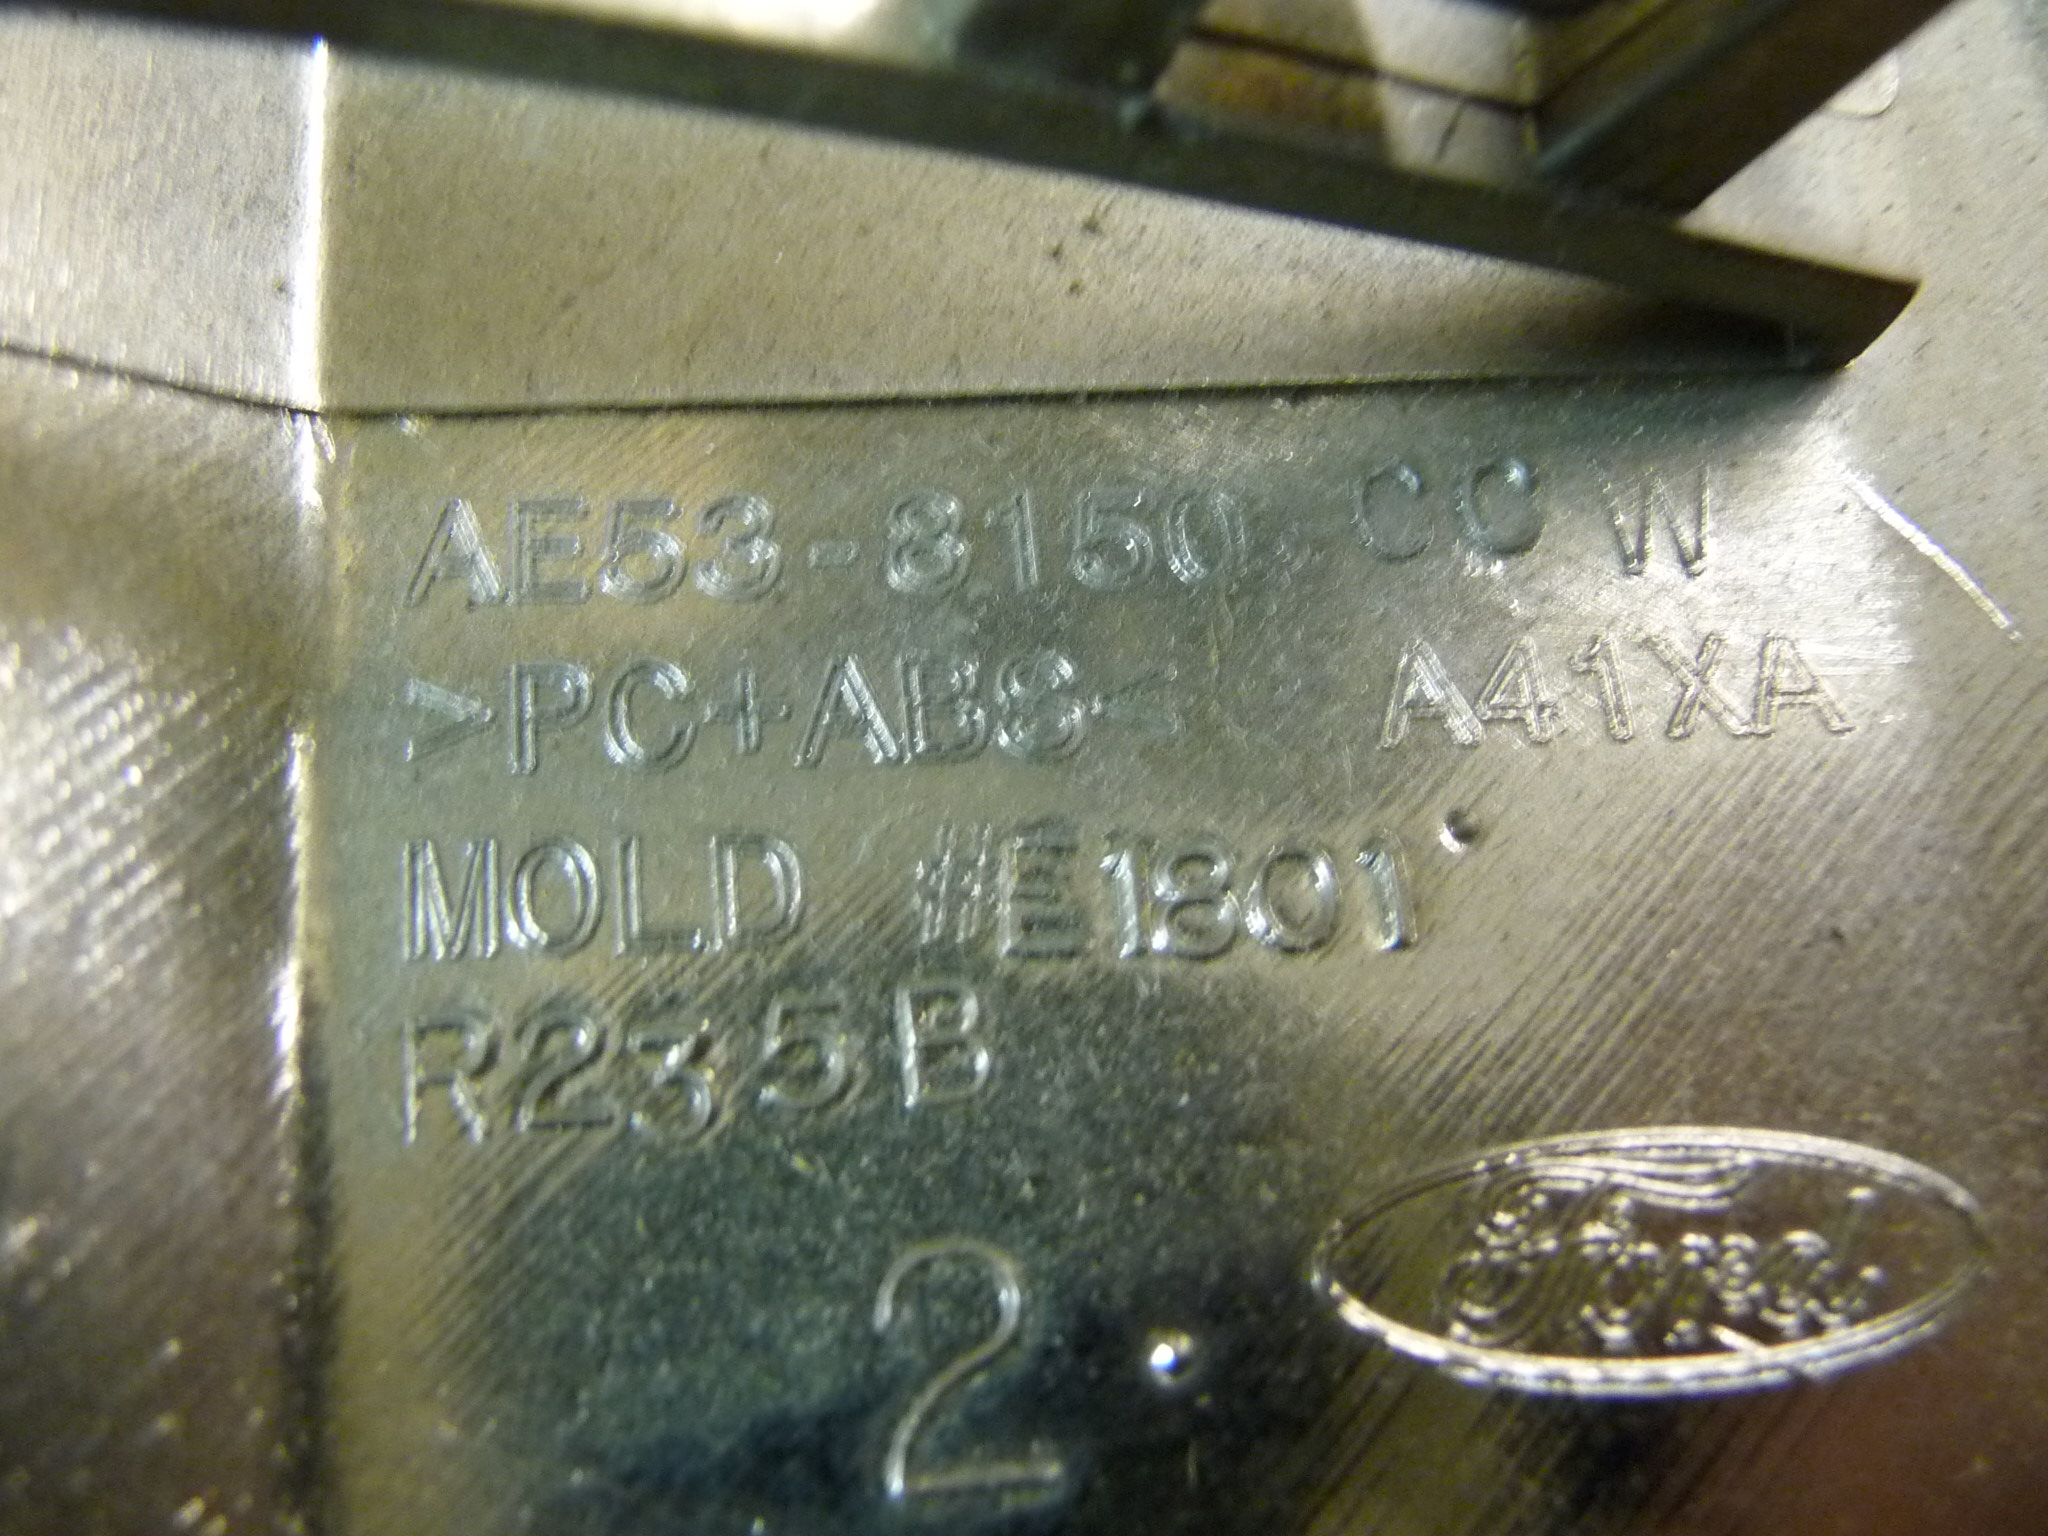 AE53-8150 CC W
>PC+ABS< A41XA
MOLD #E1801
R235B
2
Ford